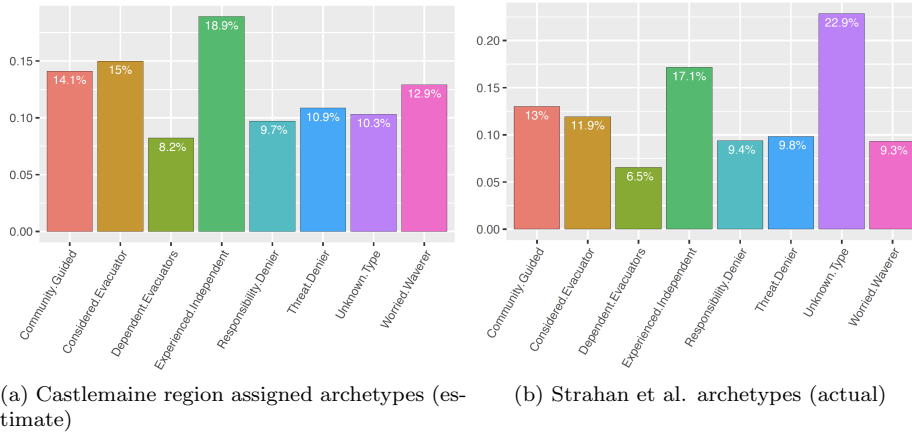 0.15
0.10
0.05
0.00
14.1%
15%
8.2%
18.9%
9.7%
10.9%
10.3%
12.9%
Community.Guided
Considered.Evacuator
Dependent.Evacuators
Experienced.Independent
Responsibility.Denier
Threat.Denier
Unknown.Type
Worried.Waverer
(a) Castlemaine region assigned archetypes (es-
timate)
0.20
0.15
0.10
0.05
0.00
13%
11.9%
6.5%
17.1%
9.4%
9.8%
22.9%
9.3%
Community.Guided
Considered.Evacuator
Dependent.Evacuators
Experienced.Independent
Responsibility.Denier
Threat.Denier
Unknown.Type
Worried.Waverer
(b) Strahan et al. archetypes (actual)